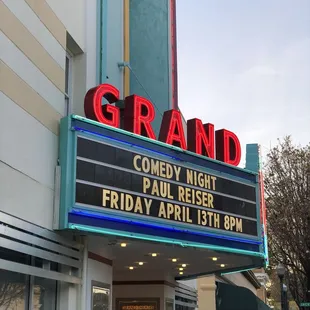 GRAND
COMEDY NIGHT
PAUL REISER
FRIDAY APRIL 13TH 8PM